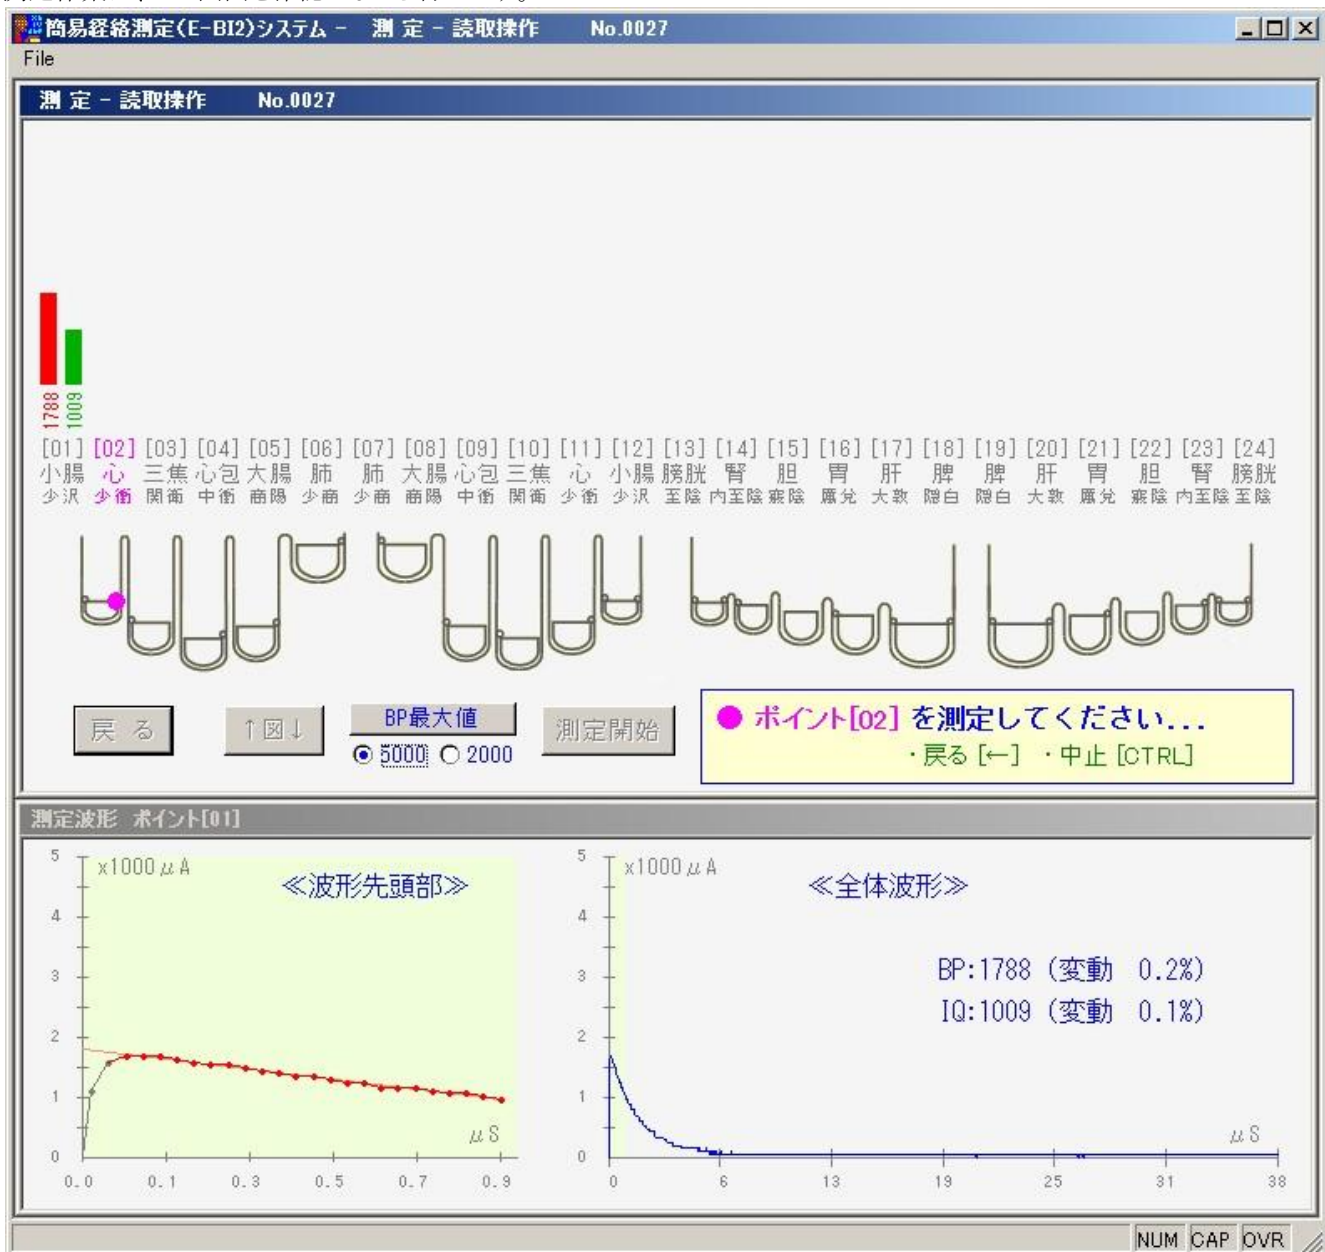 簡易経絡測定(E-BI2)システム - 測 定 - 読取操作 No.0027
File
測 定 - 読取操作 No.0027
1788
1009
[01] [02] [03] [04] [05] [06] [07] [08] [09] [10] [11] [12] [13] [14] [15] [16] [17] [18] [19] [20] [21] [22] [23] [24]
小腸 心 三焦 心包 大腸 肺 肺 大腸 心包 三焦 心 小腸 膀胱 腎 胆 胃 肝 脾 脾 肝 胃 胆 腎 膀胱
少沢 少衝 関衝 中衝 商陽 少商 少商 商陽 中衝 関衝 少衝 少沢 至陰 内至陰 竅陰 厲兌 大敦 隠白 隠白 大敦 厲兌 竅陰 内至陰 至陰
戻 る
↑図↓
BP最大値
5000 2000
測定開始
● ポイント[02] を測定してください...
・戻る [←] ・中止 [CTRL]
測定波形 ポイント[01]
5 x1000μA
≪波形先頭部≫
4
3
2
1
μS
0
0.0 0.1 0.3 0.5 0.7 0.9
5 x1000μA
≪全体波形≫
4
BP:1788 (変動 0.2%)
3
IQ:1009 (変動 0.1%)
2
1
μS
0
0 6 13 19 25 31 38
NUM CAP OVR